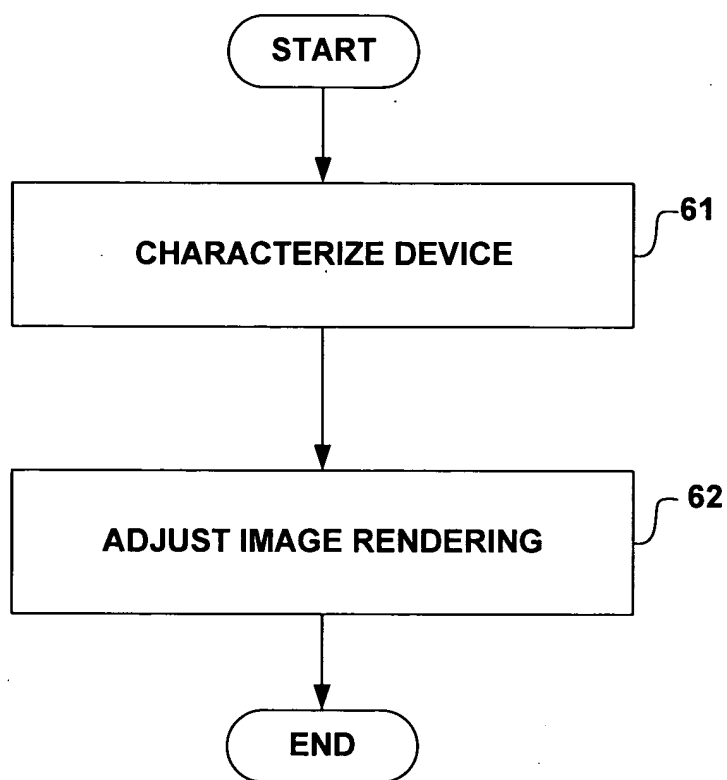 START
CHARACTERIZE DEVICE
61
ADJUST IMAGE RENDERING
62
END